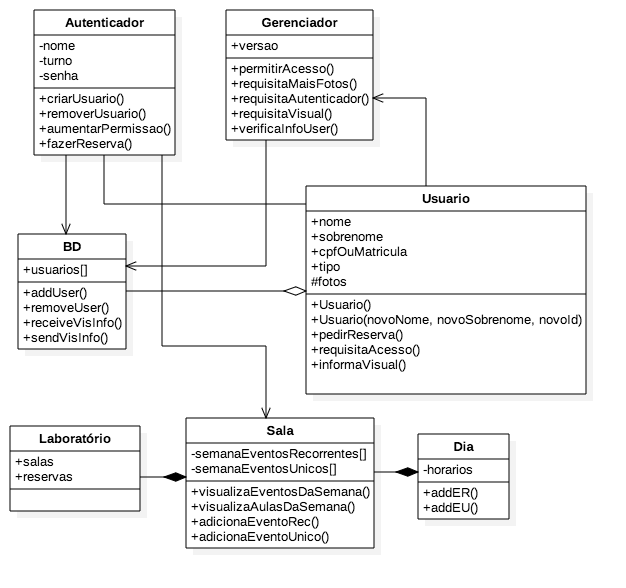 Autenticador
-nome
-turno
-senha
+criarUsuario()
+removerUsuario()
+aumentarPermissao()
+fazerReserva()
Gerenciador
+versao
+permitirAcesso()
+requisitaMaisFotos()
+requisitaAutenticador()
+requisitaVisual()
+verificaInfoUser()
Usuario
+nome
+sobrenome
+cpfOuMatricula
+tipo
#fotos
+Usuario()
+Usuario(novoNome, novoSobrenome, novoId)
+pedirReserva()
+requisitaAcesso()
+informaVisual()
BD
+usuarios[]
+addUser()
+removeUser()
+receiveVisInfo()
+sendVisInfo()
Laboratório
+salas
+reservas
Sala
-semanaEventosRecorrentes[]
-semanaEventosUnicos[]
+visualizaEventosDaSemana()
+visualizaAulasDaSemana()
+adicionaEventoRec()
+adicionaEventoUnico()
Dia
-horarios
+addER()
+addEU()